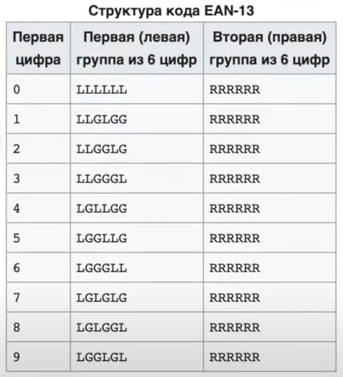 Структура кода EAN-13
Первая цифра | Первая (левая) группа из 6 цифр | Вторая (правая) группа из 6 цифр
0 | LLLLLL | RRRRRR
1 | LLGLGG | RRRRRR
2 | LLGGLG | RRRRRR
3 | LLGGGL | RRRRRR
4 | LGLLGG | RRRRRR
5 | LGGLLG | RRRRRR
6 | LGGGLL | RRRRRR
7 | LGLGLG | RRRRRR
8 | LGLGGL | RRRRRR
9 | LGGLGL | RRRRRR